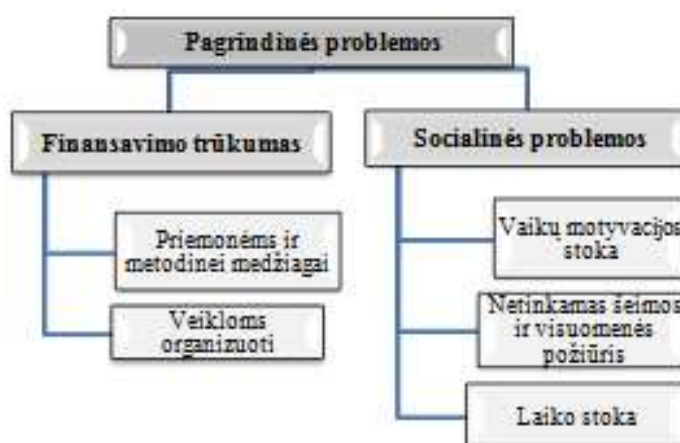 Pagrindinės problemos
Finansavimo trūkumas
Priemonėms ir
metodinei medžiagai
Veikloms
organizuoti
Socialinės problemos
Vaikų motyvacijos
stoka
Netinkamas šeimos
ir visuomenės
požiūris
Laiko stoka